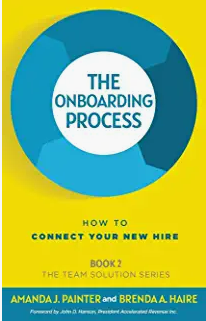 THE
ONBOARDING
PROCESS
HOW TO
CONNECT YOUR NEW HIRE
BOOK 2
THE TEAM SOLUTION SERIES
AMANDA J. PAINTER and BRENDA A. HAIRE
Foreword by John D. Hanson, President Accelerated Revenue Inc.